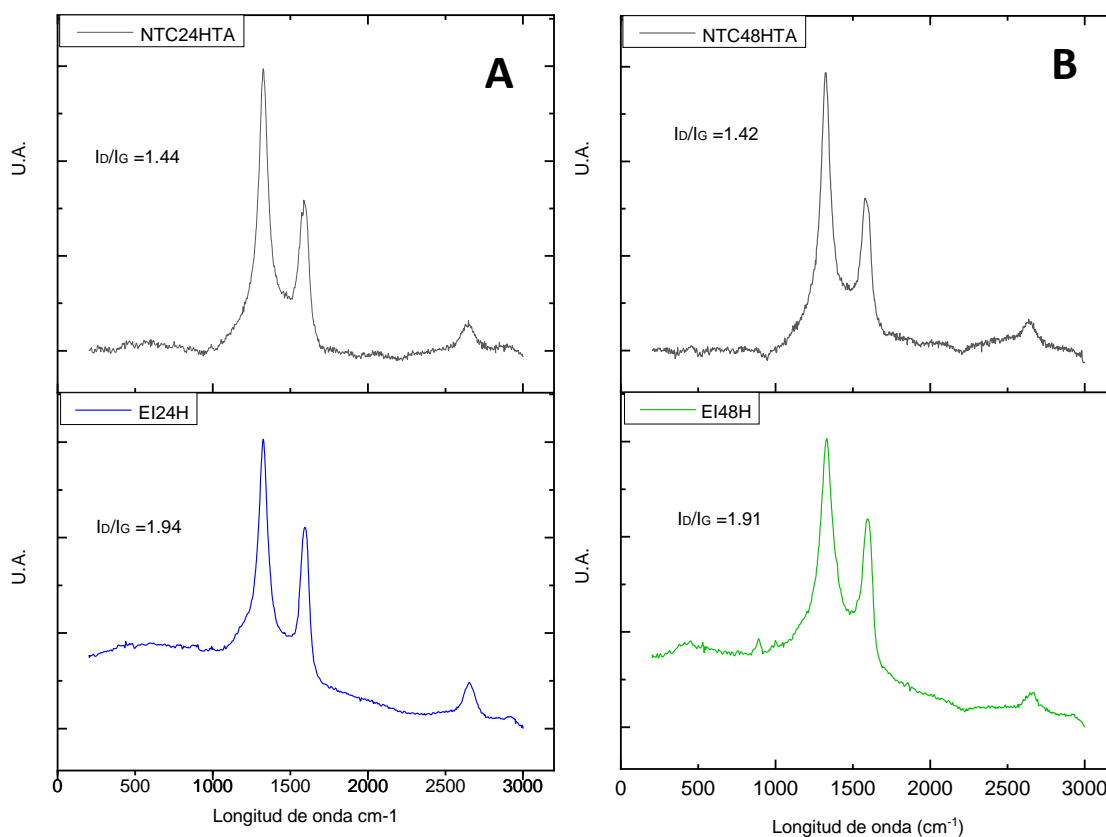 NTC24HTA
A
U.A.
ID/IG =1.44
EI24H
U.A.
ID/IG =1.94
0 500 1000 1500 2000 2500 3000
Longitud de onda cm-1
NTC48HTA
B
U.A.
ID/IG =1.42
EI48H
U.A.
ID/IG =1.91
0 500 1000 1500 2000 2500 3000
Longitud de onda (cm-1)